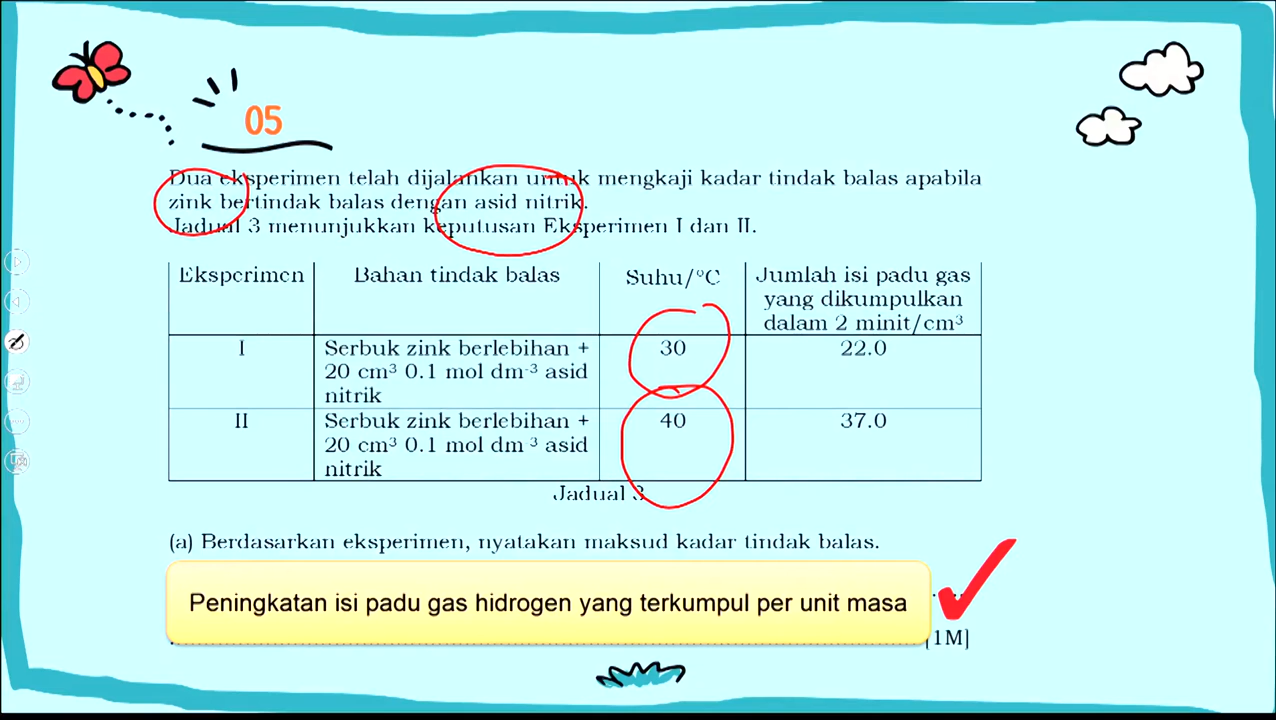 05
Dua eksperimen telah dijalankan untuk mengkaji kadar tindak balas apabila
zink bertindak balas dengan asid nitrik.
Jadual 3 menunjukkan keputusan Eksperimen I dan II.
Eksperimen Bahan tindak balas Suhu/°C Jumlah isi padu gas
yang dikumpulkan
dalam 2 minit/cm³
I Serbuk zink berlebihan + 30 22.0
20 cm³ 0.1 mol dm⁻³ asid
nitrik
II Serbuk zink berlebihan + 40 37.0
20 cm³ 0.1 mol dm ³ asid
nitrik
Jadual 3
(a) Berdasarkan eksperimen, nyatakan maksud kadar tindak balas.
Peningkatan isi padu gas hidrogen yang terkumpul per unit masa
[1M]